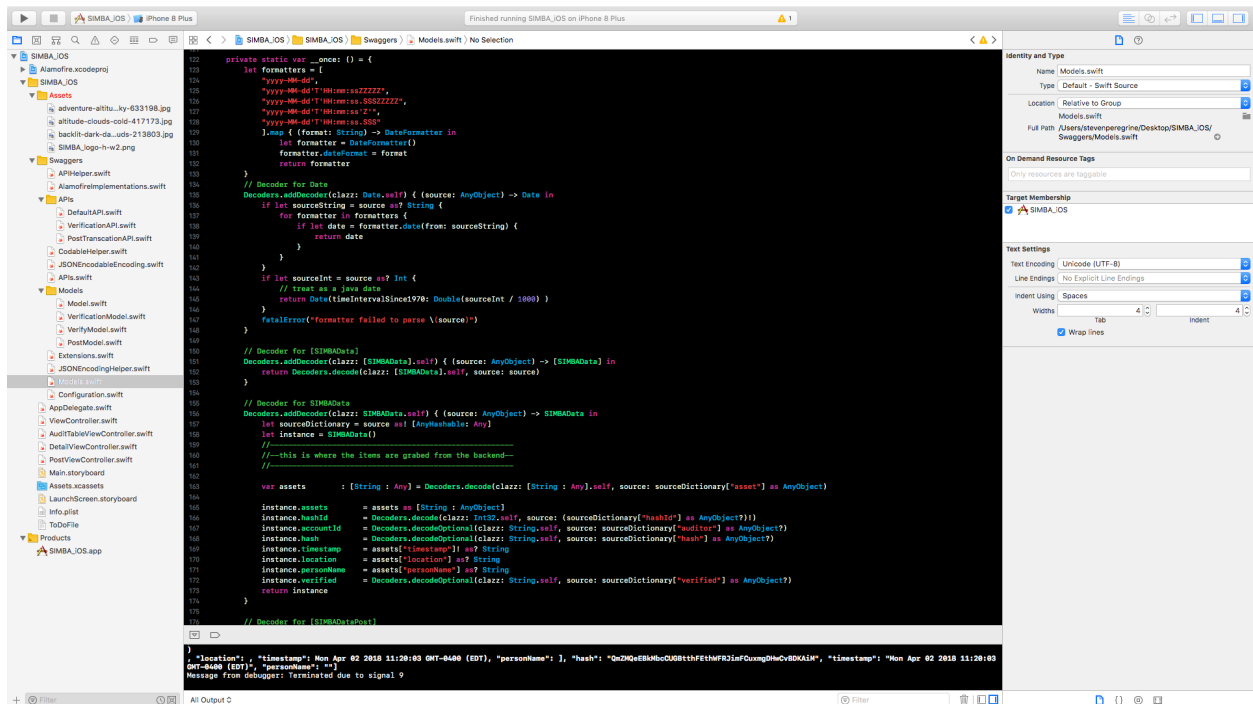 SIMBA_iOS
iPhone 8 Plus
Finished running SIMBA_iOS on iPhone 8 Plus
1
SIMBA_iOS
Alamofire.xcodeproj
SIMBA_iOS
Assets
adventure-altitu...ky-633198.jpg
altitude-clouds-cold-417173.jpg
backlit-dark-da...uds-213803.jpg
SIMBA_logo-h-w2.png
Swaggers
APIHelper.swift
AlamofireImplementations.swift
APIs
DefaultAPI.swift
VerificationAPI.swift
PostTranscationAPI.swift
CodableHelper.swift
JSONEncodableEncoding.swift
APIs.swift
Models
Model.swift
VerificationModel.swift
VerifyModel.swift
PostModel.swift
Extensions.swift
JSONEncodingHelper.swift
Models.swift
Configuration.swift
AppDelegate.swift
ViewController.swift
AuditTableViewController.swift
DetailViewController.swift
PostViewController.swift
Main.storyboard
Assets.xcassets
LaunchScreen.storyboard
Info.plist
ToDoFile
Products
SIMBA_iOS.app
Filter
SIMBA_iOS
SIMBA_iOS
Swaggers
Models.swift
No Selection
122 private static var __once: () = {
123 let formatters = [
124 "yyyy-MM-dd",
125 "yyyy-MM-dd'T'HH:mm:ssZZZZZ",
126 "yyyy-MM-dd'T'HH:mm:ss.SSSZZZZZ",
127 "yyyy-MM-dd'T'HH:mm:ss'Z'",
128 "yyyy-MM-dd'T'HH:mm:ss.SSS"
129 ].map { (format: String) -> DateFormatter in
130 let formatter = DateFormatter()
131 formatter.dateFormat = format
132 return formatter
133 }
134 // Decoder for Date
135 Decoders.addDecoder(clazz: Date.self) { (source: AnyObject) -> Date in
136 if let sourceString = source as? String {
137 for formatter in formatters {
138 if let date = formatter.date(from: sourceString) {
139 return date
140 }
141 }
142 }
143 if let sourceInt = source as? Int {
144 // treat as a java date
145 return Date(timeIntervalSince1970: Double(sourceInt / 1000) )
146 }
147 fatalError("formatter failed to parse \(source)")
148 }
149
150 // Decoder for [SIMBAData]
151 Decoders.addDecoder(clazz: [SIMBAData].self) { (source: AnyObject) -> [SIMBAData] in
152 return Decoders.decode(clazz: [SIMBAData].self, source: source)
153 }
154
155 // Decoder for SIMBAData
156 Decoders.addDecoder(clazz: SIMBAData.self) { (source: AnyObject) -> SIMBAData in
157 let sourceDictionary = source as! [AnyHashable: Any]
158 let instance = SIMBAData()
159 //------------------------------------------------------
160 //--this is where the items are grabed from the backend--
161 //------------------------------------------------------
162
163 var assets : [String : Any] = Decoders.decode(clazz: [String : Any].self, source: sourceDictionary["asset"] as AnyObject)
164
165 instance.assets = assets as [String : AnyObject]
166 instance.hashId = Decoders.decode(clazz: Int32.self, source: (sourceDictionary["hashId"] as AnyObject?)!)
167 instance.accountId = Decoders.decodeOptional(clazz: String.self, source: sourceDictionary["auditor"] as AnyObject?)
168 instance.hash = Decoders.decodeOptional(clazz: String.self, source: sourceDictionary["hash"] as AnyObject?)
169 instance.timestamp = assets["timestamp"]! as? String
170 instance.location = assets["location"] as? String
171 instance.personName = assets["personName"] as? String
172 instance.verified = Decoders.decodeOptional(clazz: String.self, source: sourceDictionary["verified"] as AnyObject?)
173 return instance
174 }
175
176 // Decoder for [SIMBADataPost]
)
, "location": , "timestamp": Mon Apr 02 2018 11:20:03 GMT-0400 (EDT), "personName": ], "hash": "QmZMQeEBkMbcCUGBtthFEthWFRJimFCuxmgDHwCvBDKAiM", "timestamp": "Mon Apr 02 2018 11:20:03
GMT-0400 (EDT)", "personName": ""]
Message from debugger: Terminated due to signal 9
All Output
Filter
Identity and Type
Name Models.swift
Type Default - Swift Source
Location Relative to Group
Models.swift
Full Path /Users/stevenperegrine/Desktop/SIMBA_iOS/
Swaggers/Models.swift
On Demand Resource Tags
Only resources are taggable
Target Membership
SIMBA_iOS
Text Settings
Text Encoding Unicode (UTF-8)
Line Endings No Explicit Line Endings
Indent Using Spaces
Widths 4 4
Tab Indent
Wrap lines